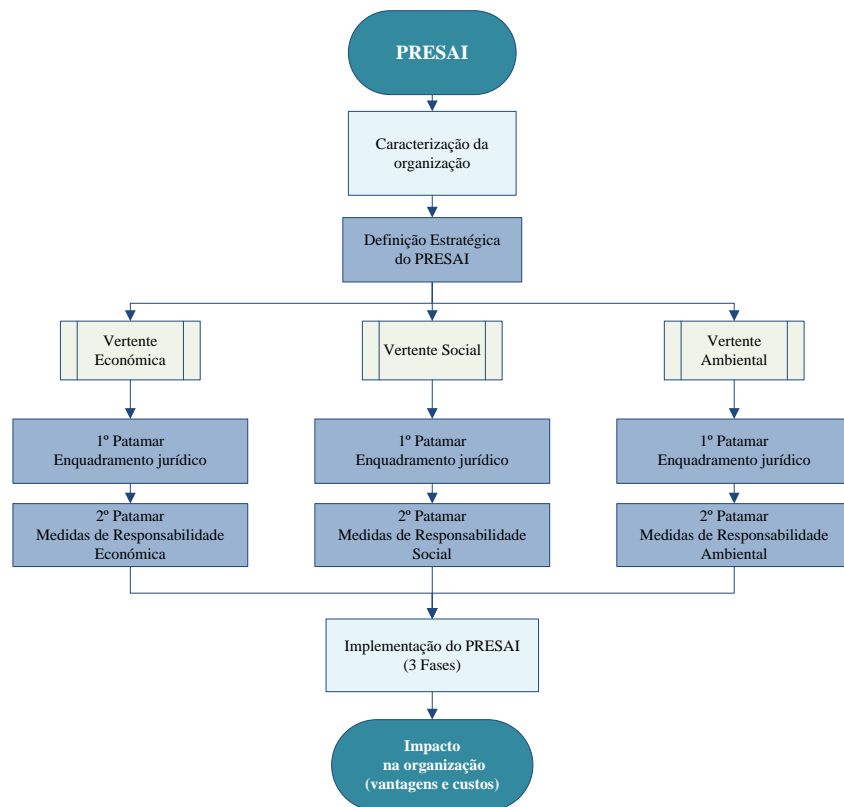 PRESAI
Caracterização da
organização
Definição Estratégica
do PRESAI
Vertente
Económica
Vertente Social
Vertente
Ambiental
1º Patamar
Enquadramento jurídico
1º Patamar
Enquadramento jurídico
1º Patamar
Enquadramento jurídico
2º Patamar
Medidas de Responsabilidade
Económica
2º Patamar
Medidas de Responsabilidade
Social
2º Patamar
Medidas de Responsabilidade
Ambiental
Implementação do PRESAI
(3 Fases)
Impacto
na organização
(vantagens e custos)